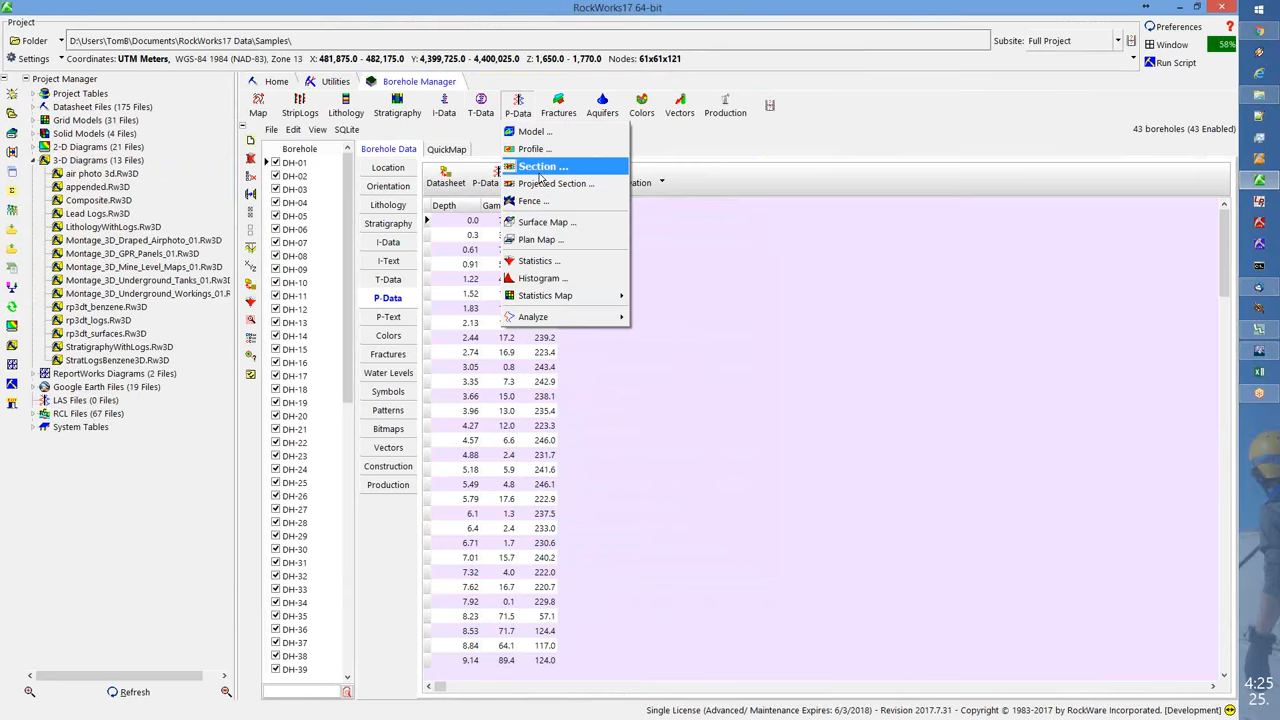 RockWorks17 64-bit
Project
Folder D:\Users\TomB\Documents\RockWorks17 Data\Samples\ Subsite: Full Project
Settings Coordinates: UTM Meters, WGS-84 1984 (NAD-83), Zone 13 X: 481,875.0 - 482,175.0 Y: 4,399,725.0 - 4,400,025.0 Z: 1,650.0 - 1,770.0 Nodes: 61x61x121
Preferences
Window
58%
Run Script
Project Manager
Project Tables
Datasheet Files (175 Files)
Grid Models (24 Files)
Solid Models (4 Files)
2-D Diagrams (21 Files)
3-D Diagrams (13 Files)
air photo 3d.Rw3D
appended.Rw3D
Composite.Rw3D
Lead Logs.Rw3D
LithologyWithLogs.Rw3D
Montage_3D_Draped_Airphoto_01.Rw3D
Montage_3D_GPR_Panels_01.Rw3D
Montage_3D_Mine_Level_Maps_01.Rw3D
Montage_3D_Underground_Tanks_01.Rw3D
Montage_3D_Underground_Workings_01.Rw3D
rp3dt_benzene.Rw3D
rp3dt_logs.Rw3D
rp3dt_surfaces.Rw3D
StratigraphyWithLogs.Rw3D
StratLogsBenzene3D.Rw3D
ReportWorks Diagrams (2 Files)
Google Earth Files (19 Files)
LAS Files (0 Files)
RCL Files (67 Files)
System Tables
Refresh
Home Utilities Borehole Manager
Map StripLogs Lithology Stratigraphy I-Data T-Data P-Data Fractures Aquifers Colors Vectors Production
File Edit View SQLite
43 boreholes (43 Enabled)
Borehole
DH-01
DH-02
DH-03
DH-04
DH-05
DH-06
DH-07
DH-08
DH-09
DH-10
DH-11
DH-12
DH-13
DH-14
DH-15
DH-16
DH-17
DH-18
DH-19
DH-20
DH-21
DH-22
DH-23
DH-24
DH-25
DH-26
DH-27
DH-28
DH-29
DH-30
DH-31
DH-32
DH-33
DH-34
DH-35
DH-36
DH-37
DH-38
DH-39
Borehole Data QuickMap
Location
Orientation
Lithology
Stratigraphy
I-Data
I-Text
T-Data
P-Data
P-Text
Colors
Fractures
Water Levels
Symbols
Patterns
Bitmaps
Vectors
Construction
Production
Model ...
Profile ...
Section ...
Projected Section ...
Fence ...
Surface Map ...
Plan Map ...
Statistics ...
Histogram ...
Statistics Map
Analyze
Datasheet P-Data
Depth
0.0
0.3
0.61
0.91
1.22
1.52
1.83
2.13
2.44 17.2 239.2
2.74 16.9 223.4
3.05 0.8 243.4
3.35 7.3 242.9
3.66 15.0 238.1
3.96 13.0 235.4
4.27 12.0 223.3
4.57 6.6 246.0
4.88 2.4 231.7
5.18 5.9 241.6
5.49 4.8 246.1
5.79 17.6 222.9
6.1 1.3 237.5
6.4 2.4 233.0
6.71 1.7 229.6
7.01 15.7 240.2
7.32 4.0 222.0
7.62 16.7 220.7
7.92 0.1 229.8
8.23 71.5 57.1
8.53 71.7 124.4
8.84 64.1 117.0
9.14 89.4 124.0
Single License (Advanced/ Maintenance Expires: 6/3/2018) - Revision 2017.7.31 - Copyright © 1983-2017 by RockWare Incorporated. [Development]
4:25
25.